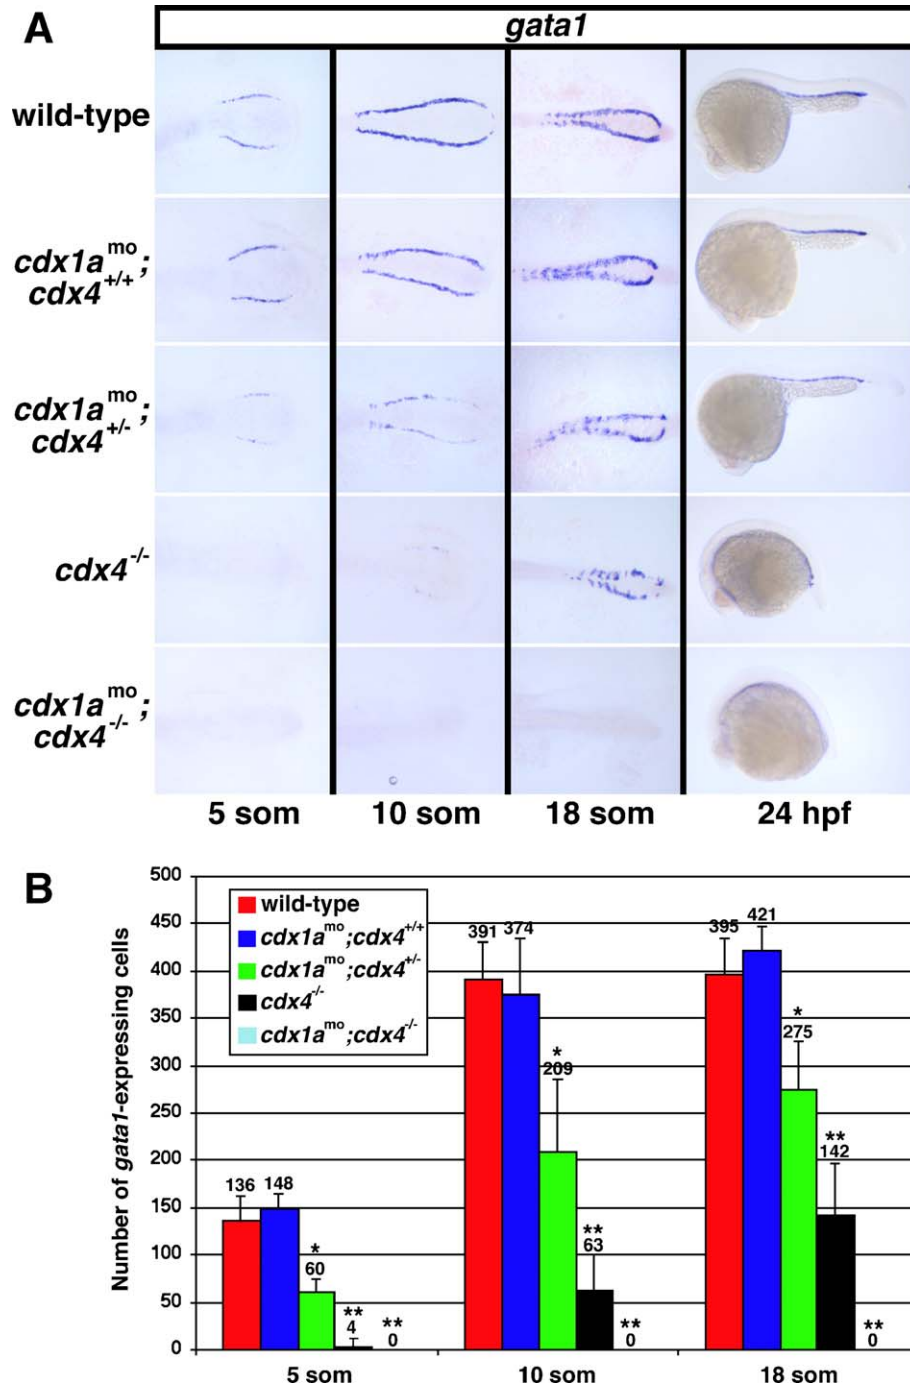 A
gata1
wild-type
cdx1a^mo;
cdx4^+/+
cdx1a^mo;
cdx4^+/-
cdx4^-/-
cdx1a^mo;
cdx4^-/-
5 som 10 som 18 som 24 hpf
B
Number of gata1-expressing cells
500
450
400
350
300
250
200
150
100
50
0
wild-type
cdx1a^mo;cdx4^+/+
cdx1a^mo;cdx4^+/-
cdx4^-/-
cdx1a^mo;cdx4^-/-
136 148 * 60 ** 4 ** 0
391 374 * 209 ** 63 ** 0
395 421 * 275 ** 142 ** 0
5 som 10 som 18 som